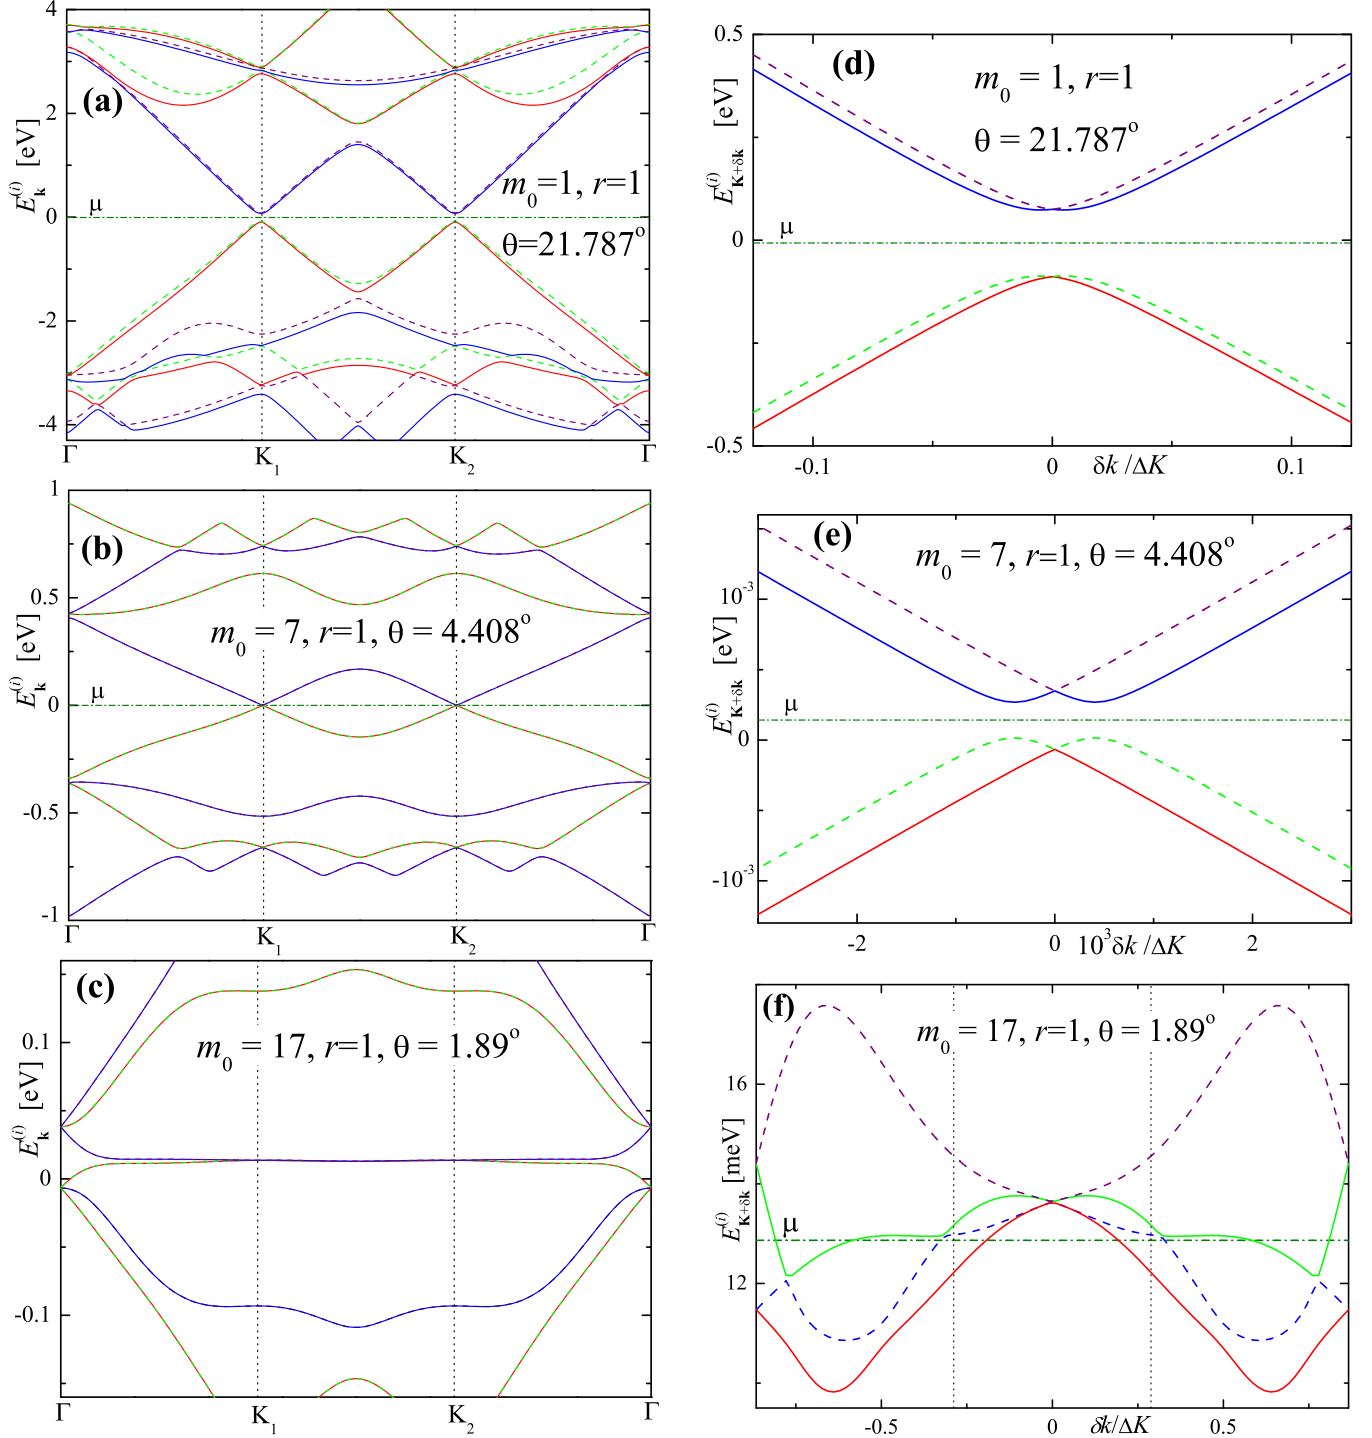 4
2
0
-2
-4
E_k^(i) [eV]
(a)
μ
m_0=1, r=1
θ=21.787°
Γ K_1 K_2 Γ
0.5
0
-0.5
E_{K+δk}^(i) [eV]
(d)
m_0 = 1, r=1
θ = 21.787°
μ
-0.1 0 δk/ΔK 0.1
1
0.5
0
-0.5
-1
E_k^(i) [eV]
(b)
m_0 = 7, r=1, θ = 4.408°
μ
Γ K_1 K_2 Γ
10^-3
0
-10^-3
E_{K+δk}^(i) [eV]
(e)
m_0 = 7, r=1, θ = 4.408°
μ
-2 0 10^3δk/ΔK 2
0.1
0
-0.1
E_k^(i) [eV]
(c)
m_0 = 17, r=1, θ = 1.89°
Γ K_1 K_2 Γ
16
12
E_{K+δk}^(i) [meV]
(f)
m_0 = 17, r=1, θ = 1.89°
μ
-0.5 0 δk/ΔK 0.5